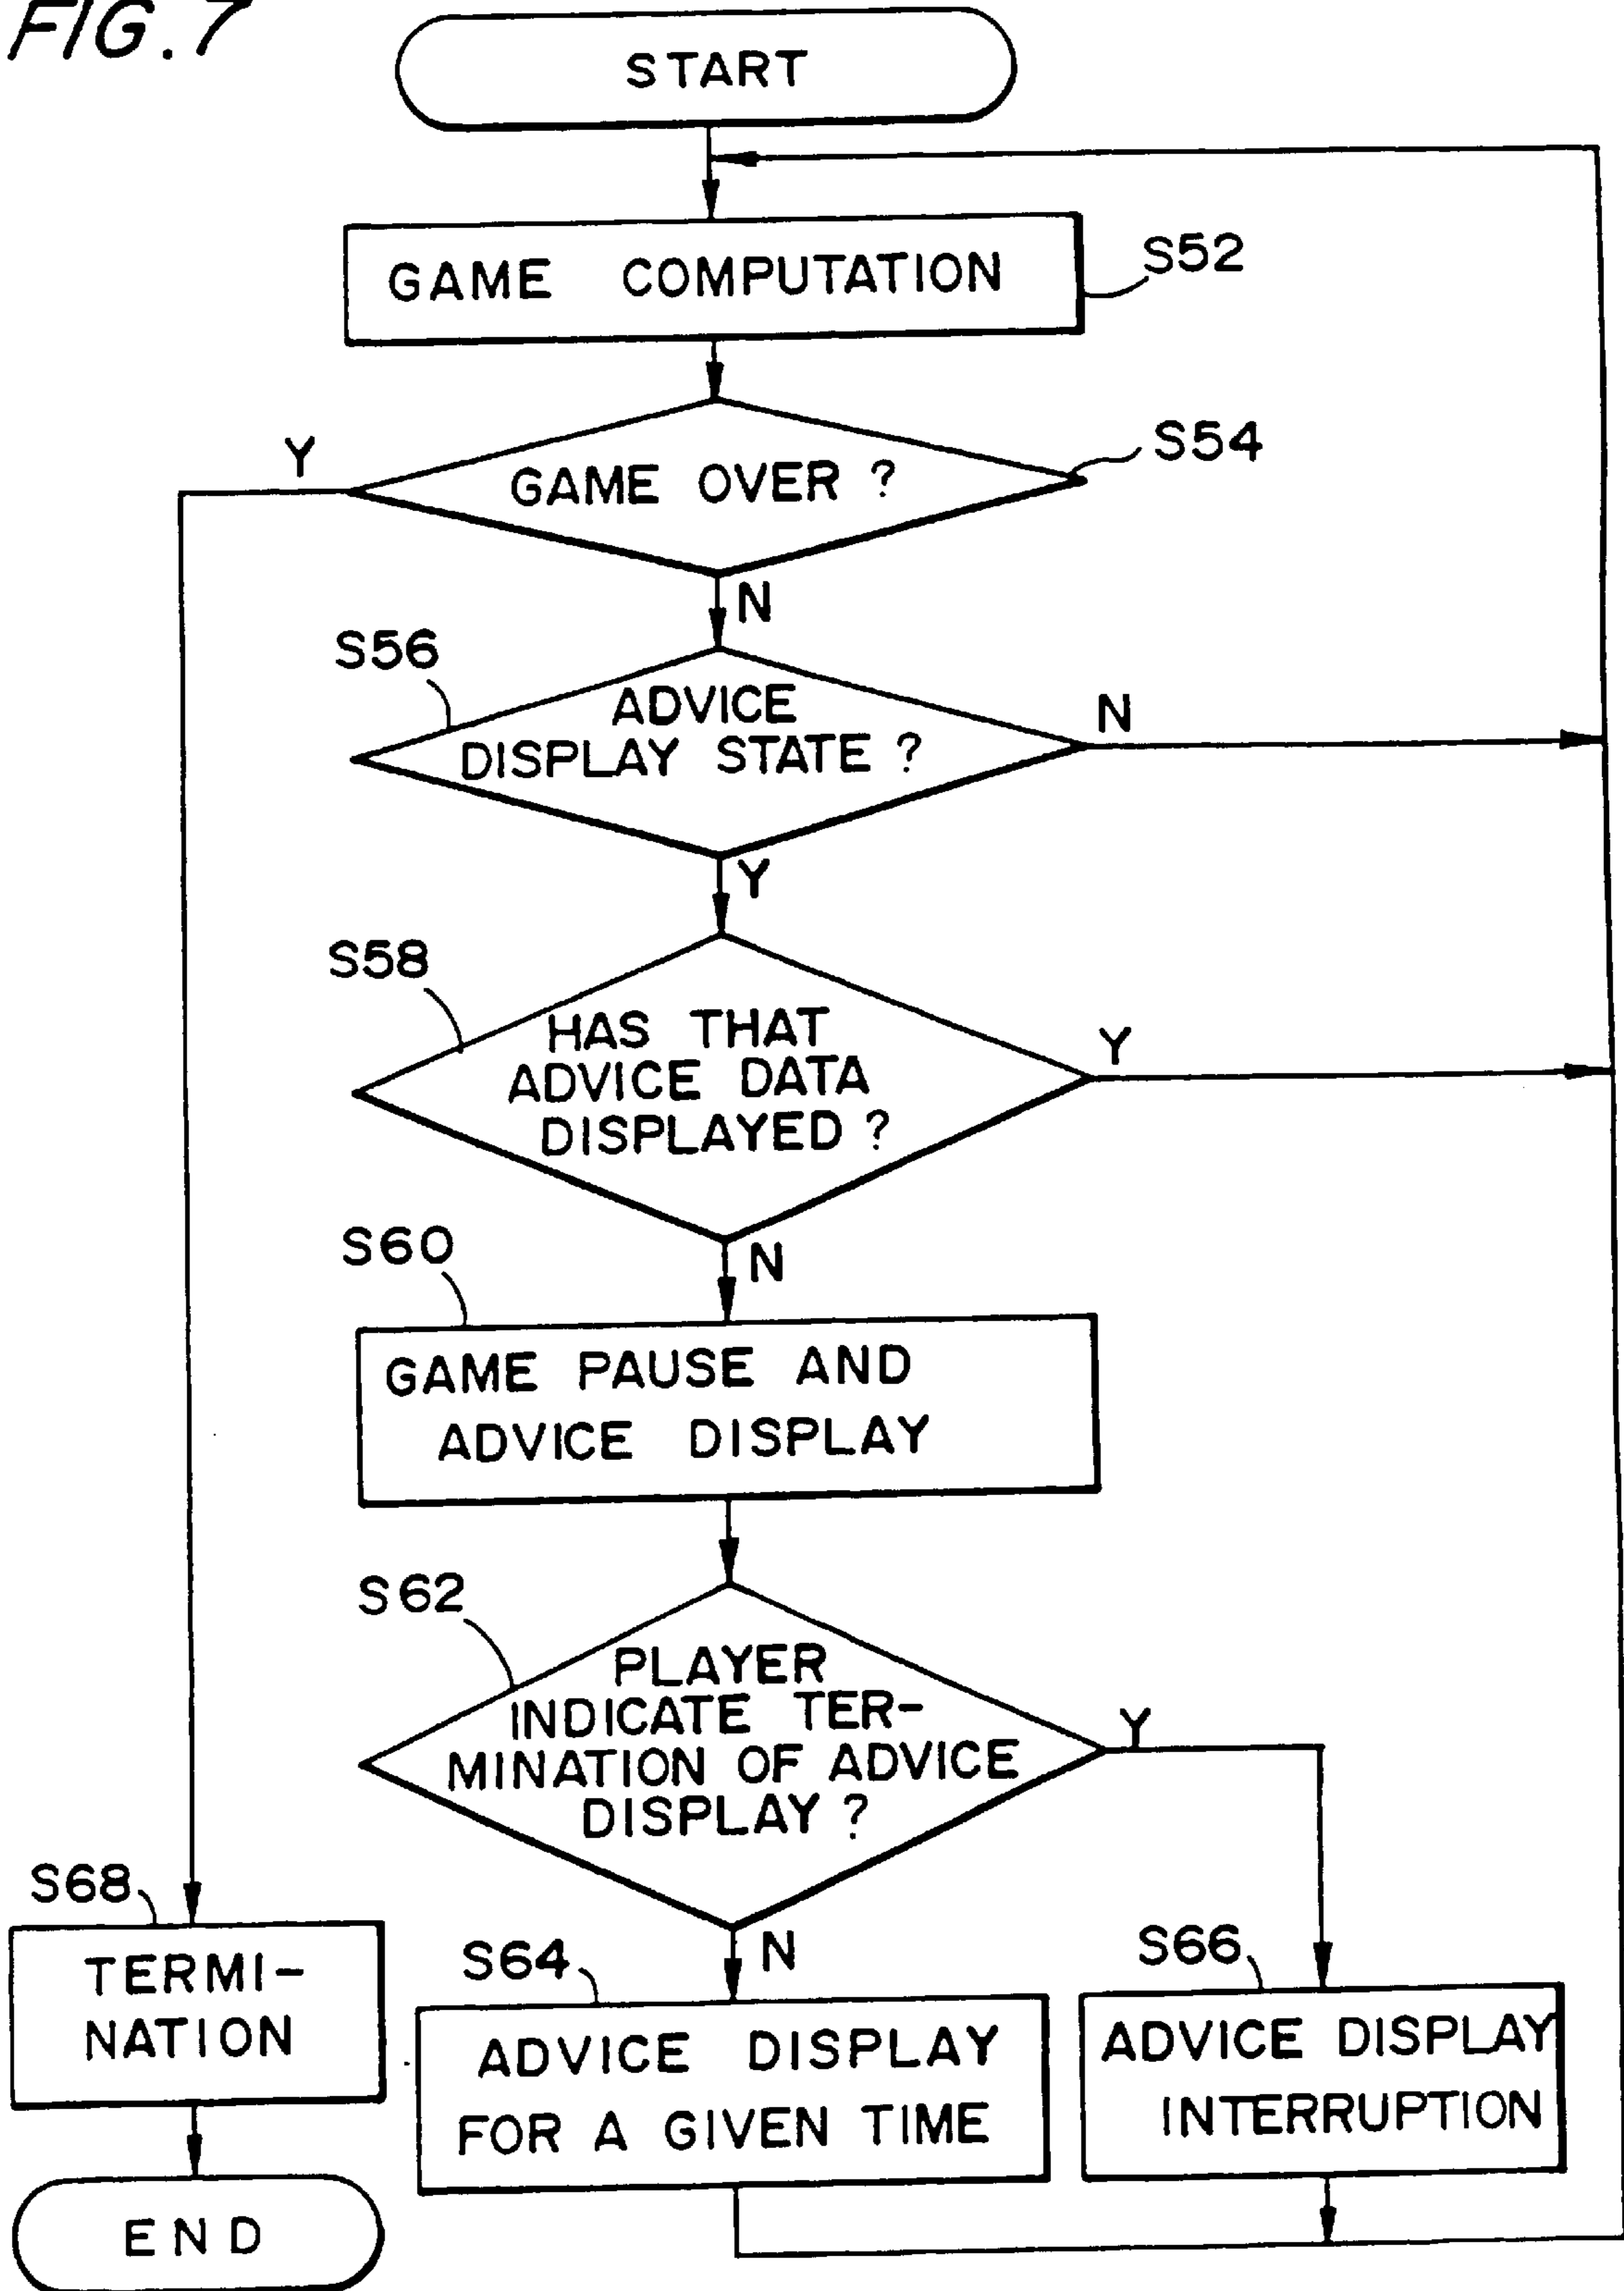 FIG. 7
START
GAME COMPUTATION
S52
GAME OVER ?
S54
Y
N
S56
ADVICE
DISPLAY STATE ?
N
Y
S58
HAS THAT
ADVICE DATA
DISPLAYED ?
Y
N
S60
GAME PAUSE AND
ADVICE DISPLAY
S62
PLAYER
INDICATE TER-
MINATION OF ADVICE
DISPLAY ?
Y
N
S68
TERMI-
NATION
S64
ADVICE DISPLAY
FOR A GIVEN TIME
S66
ADVICE DISPLAY
INTERRUPTION
END